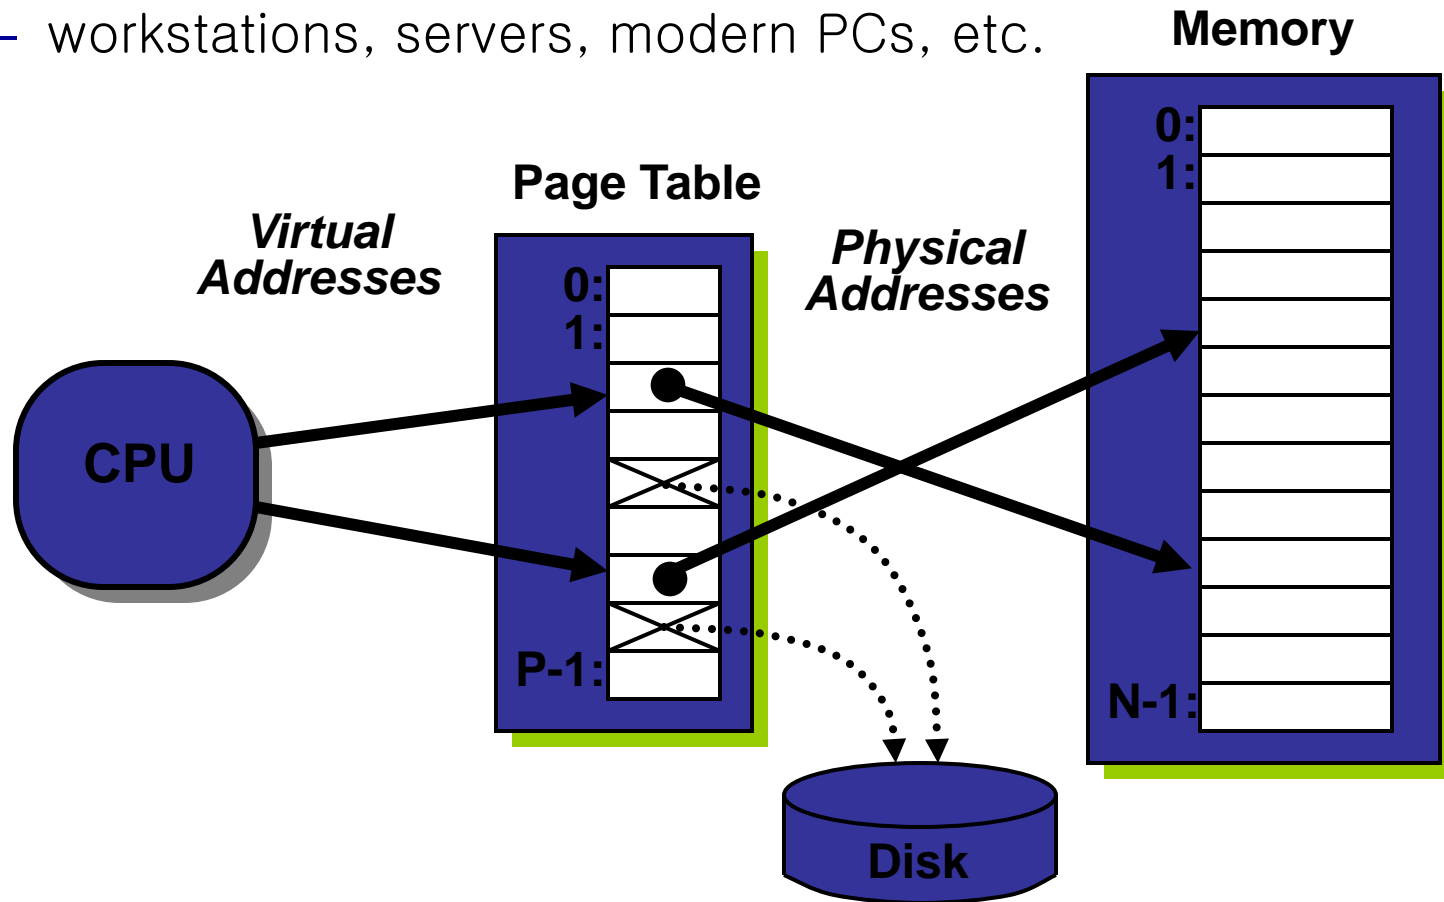 – workstations, servers, modern PCs, etc.
Memory
0:
1:
Page Table
Virtual
Addresses
Physical
Addresses
0:
1:
CPU
P-1:
N-1:
Disk